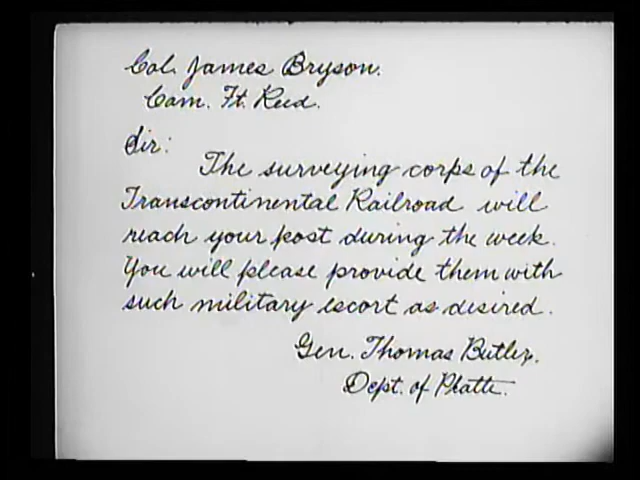 Col. James Bryson.
Com. Ft. Reed.
Sir:
The surveying corps of the
Transcontinental Railroad will
reach your post during the week.
You will please provide them with
such military escort as desired.
Gen. Thomas Butler.
Dept. of Platte.